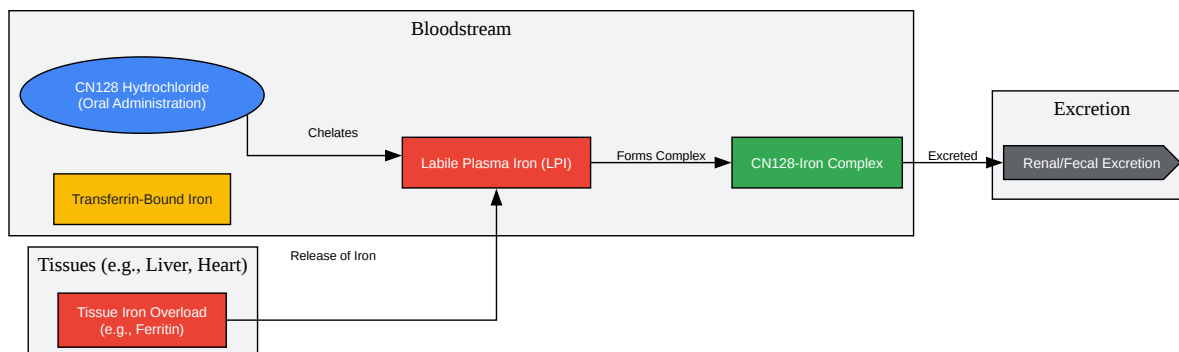 Bloodstream
CN128 Hydrochloride
(Oral Administration)
Chelates
Labile Plasma Iron (LPI)
Forms Complex
CN128-Iron Complex
Excreted
Excretion
Renal/Fecal Excretion
Transferrin-Bound Iron
Release of Iron
Tissues (e.g., Liver, Heart)
Tissue Iron Overload
(e.g., Ferritin)